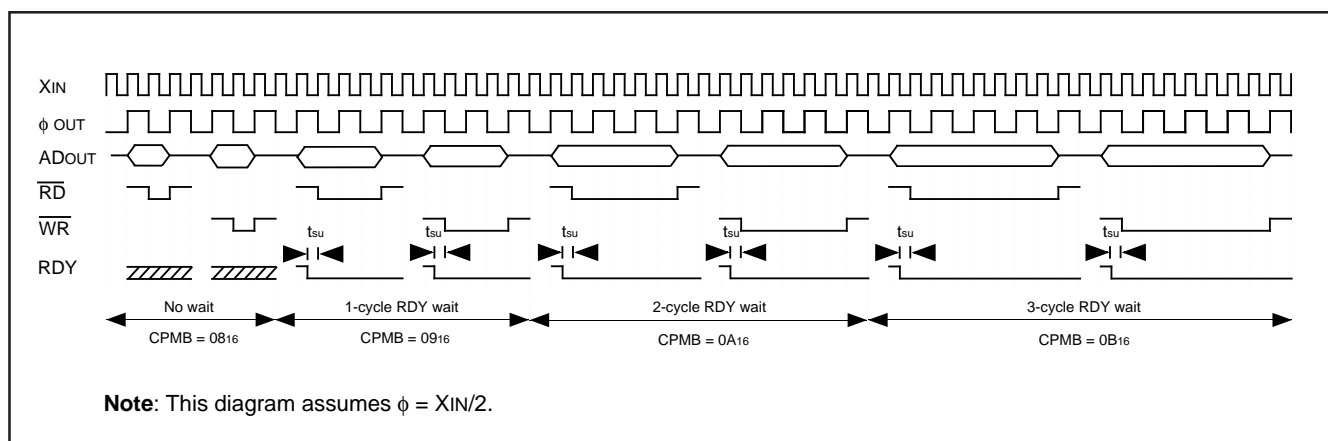 XIN
φ OUT
ADOUT
RD
WR
tsu tsu tsu tsu tsu tsu
RDY
No wait 1-cycle RDY wait 2-cycle RDY wait 3-cycle RDY wait
CPMB = 0816 CPMB = 0916 CPMB = 0A16 CPMB = 0B16
Note: This diagram assumes φ = XIN/2.